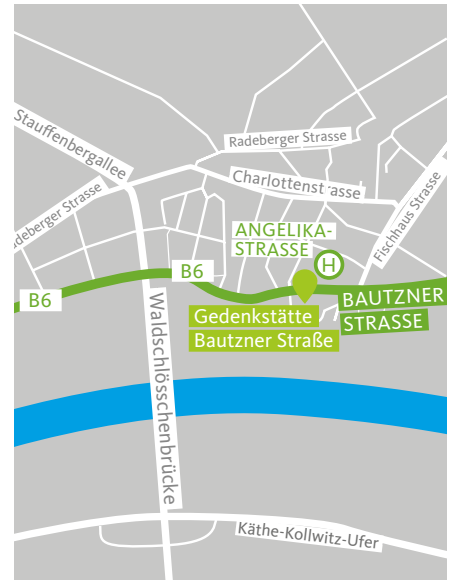 Stauffenbergallee
Radeberger Strasse
Charlottenstrasse
Fischhaus Strasse
deberger Strasse
ANGELIKA-
STRASSE
H
B6
B6
BAUTZNER
STRASSE
Gedenkstätte
Bautzner Straße
Waldschlösschenbrücke
Käthe-Kollwitz-Ufer